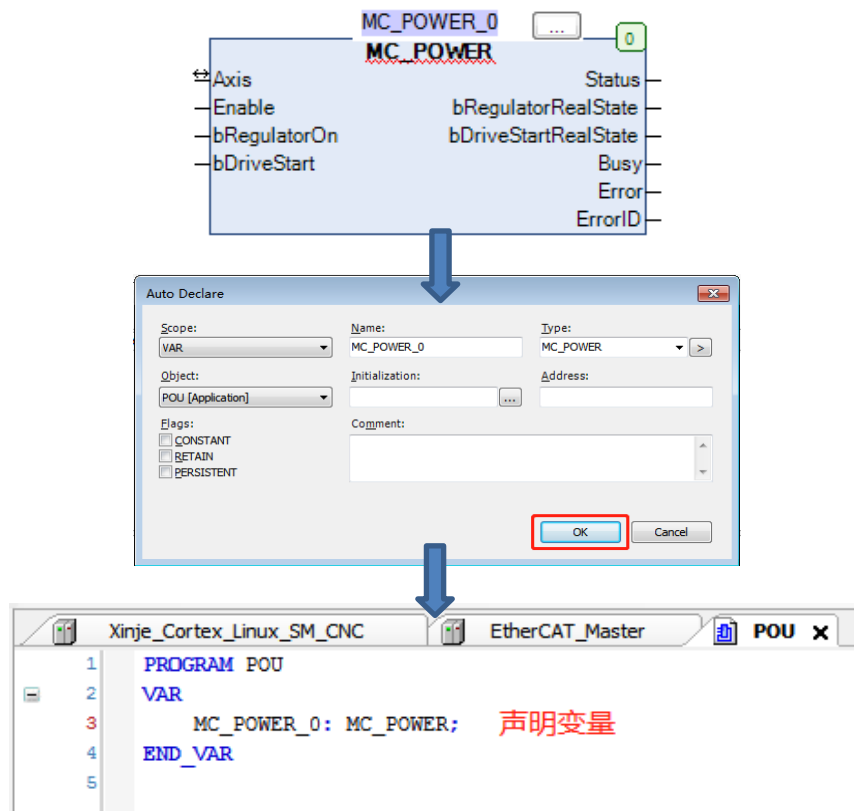 MC_POWER_0
...
0
MC_POWER
Axis Status
Enable bRegulatorRealState
bRegulatorOn bDriveStartRealState
bDriveStart Busy
Error
ErrorID
Auto Declare
Scope: Name: Type:
VAR MC_POWER_0 MC_POWER >
Object: Initialization: Address:
POU [Application] ...
Flags: Comment:
CONSTANT
RETAIN
PERSISTENT
OK Cancel
Xinje_Cortex_Linux_SM_CNC EtherCAT_Master POU
1 PROGRAM POU
2 VAR
3 MC_POWER_0: MC_POWER; 声明变量
4 END_VAR
5